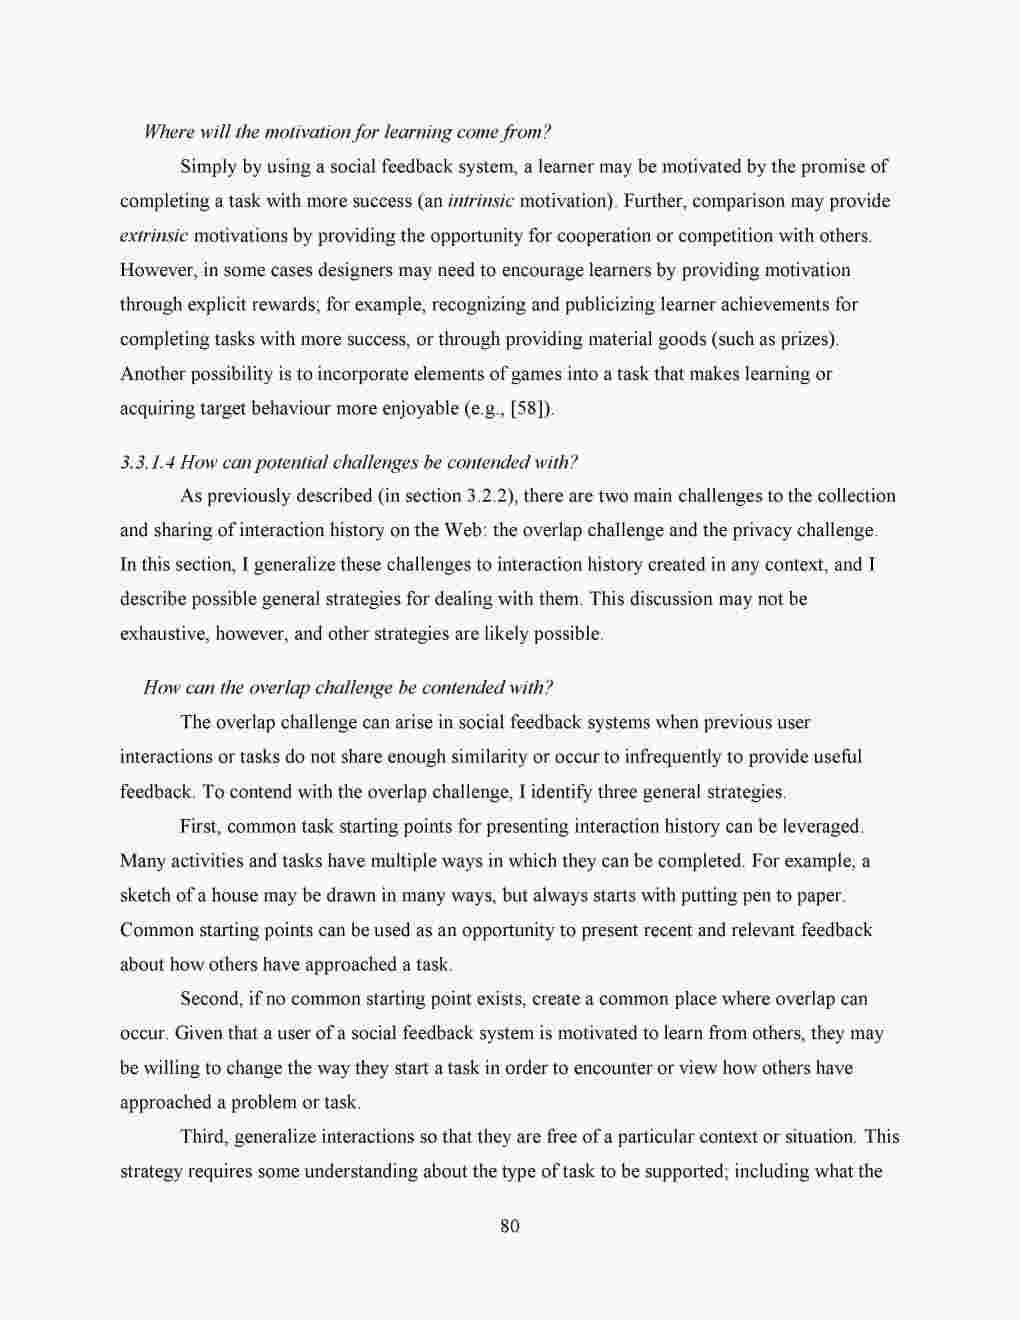 Where will the motivation for learning come from?
Simply by using a social feedback system, a learner may be motivated by the promise of
completing a task with more success (an intrinsic motivation). Further, comparison may provide
extrinsic motivations by providing the opportunity for cooperation or competition with others.
However, in some cases designers may need to encourage learners by providing motivation
through explicit rewards; for example, recognizing and publicizing learner achievements for
completing tasks with more success, or through providing material goods (such as prizes).
Another possibility is to incorporate elements of games into a task that makes learning or
acquiring target behaviour more enjoyable (e.g., [58]).
3.3.1.4 How can potential challenges be contended with?
As previously described (in section 3.2.2), there are two main challenges to the collection
and sharing of interaction history on the Web: the overlap challenge and the privacy challenge.
In this section, I generalize these challenges to interaction history created in any context, and I
describe possible general strategies for dealing with them. This discussion may not be
exhaustive, however, and other strategies are likely possible.
How can the overlap challenge be contended with?
The overlap challenge can arise in social feedback systems when previous user
interactions or tasks do not share enough similarity or occur to infrequently to provide useful
feedback. To contend with the overlap challenge, I identify three general strategies.
First, common task starting points for presenting interaction history can be leveraged.
Many activities and tasks have multiple ways in which they can be completed. For example, a
sketch of a house may be drawn in many ways, but always starts with putting pen to paper.
Common starting points can be used as an opportunity to present recent and relevant feedback
about how others have approached a task.
Second, if no common starting point exists, create a common place where overlap can
occur. Given that a user of a social feedback system is motivated to learn from others, they may
be willing to change the way they start a task in order to encounter or view how others have
approached a problem or task.
Third, generalize interactions so that they are free of a particular context or situation. This
strategy requires some understanding about the type of task to be supported; including what the
80